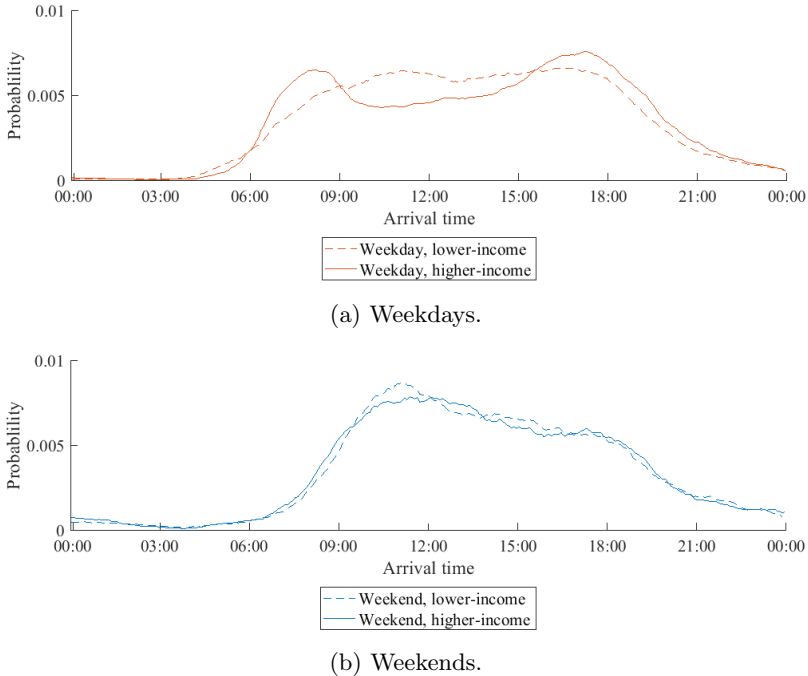 0.01
0.005
0
Probablility
00:00 03:00 06:00 09:00 12:00 15:00 18:00 21:00 00:00
Arrival time
Weekday, lower-income
Weekday, higher-income
(a) Weekdays.
0.01
0.005
0
Probablility
00:00 03:00 06:00 09:00 12:00 15:00 18:00 21:00 00:00
Arrival time
Weekend, lower-income
Weekend, higher-income
(b) Weekends.